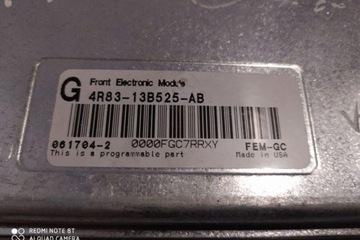 G
Front Electronic Module
4R83-13B525-AB
061704-2
0000FGC7RRXY
FEM-GC
This is a programmable part
Made in USA
REDMI NOTE 8T
AI QUAD CAMERA